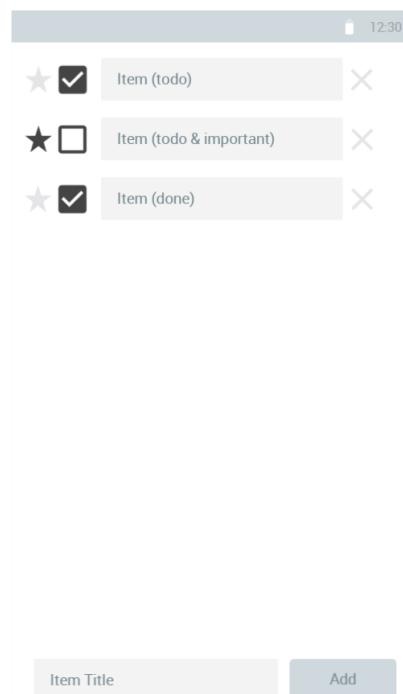 12:30
Item (todo)
Item (todo & important)
Item (done)
Item Title
Add